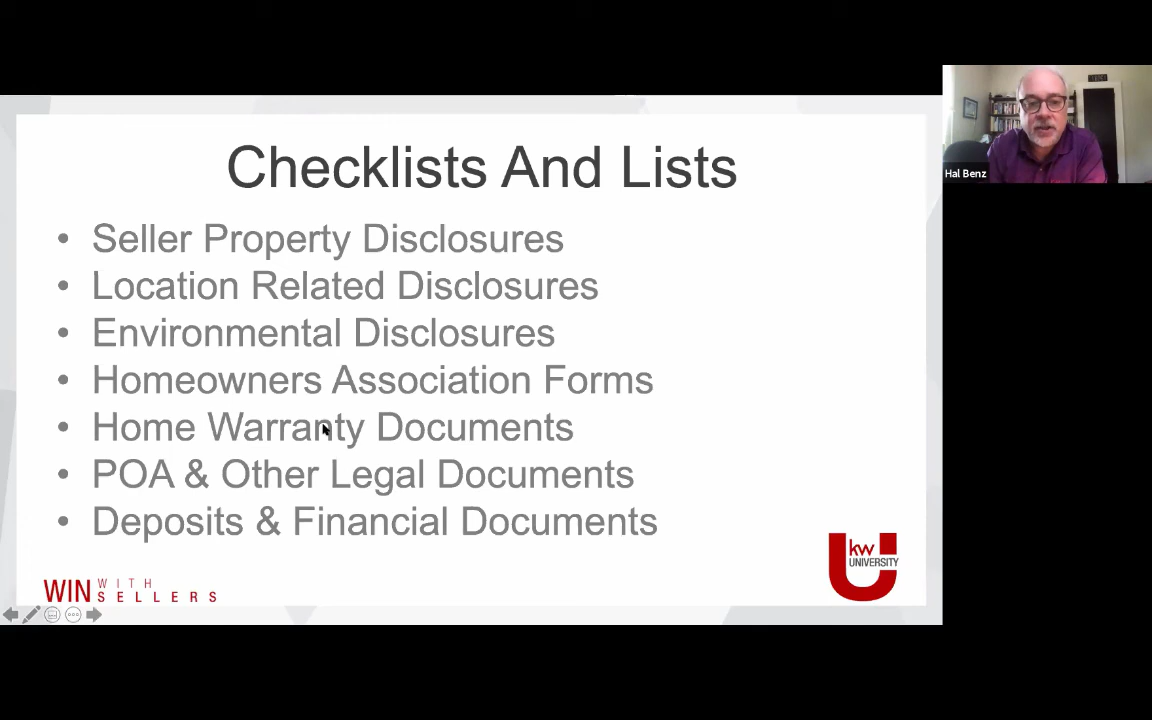 Checklists And Lists
• Seller Property Disclosures
• Location Related Disclosures
• Environmental Disclosures
• Homeowners Association Forms
• Home Warranty Documents
• POA & Other Legal Documents
• Deposits & Financial Documents
WIN WITH SELLERS
kw
UNIVERSITY
Hal Benz